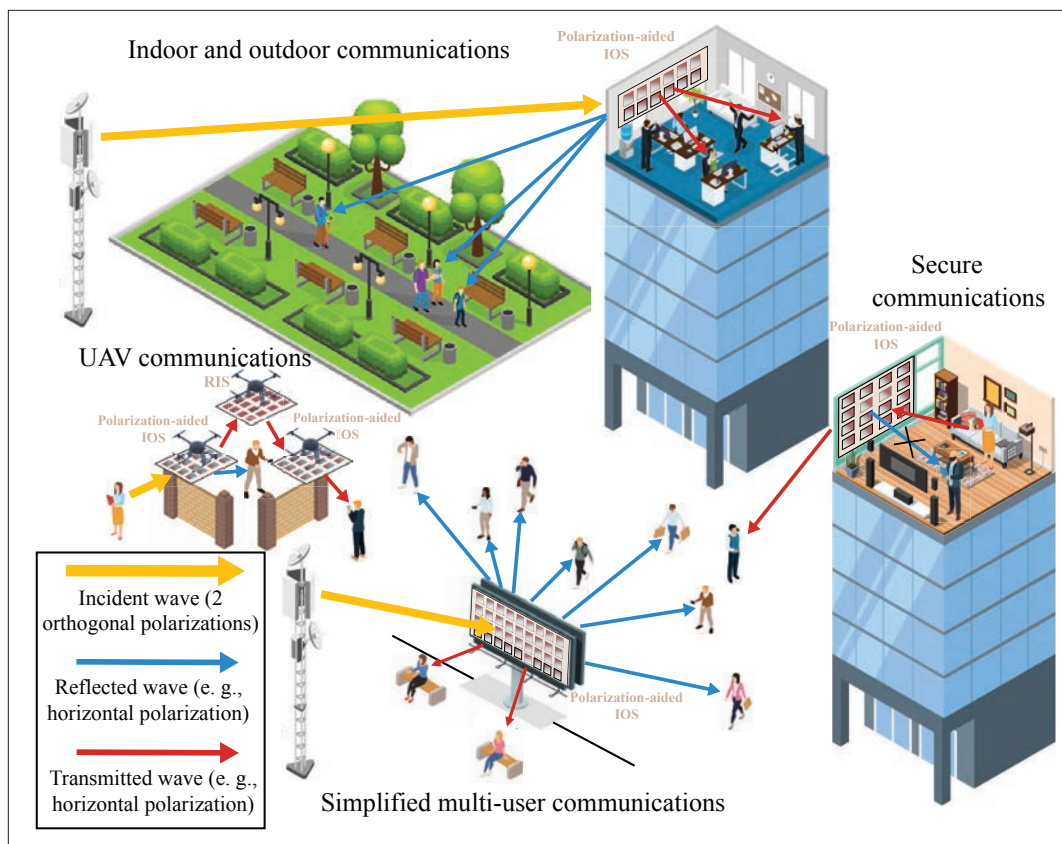 Indoor and outdoor communications
Polarization-aided
IOS
Secure
communications
Polarization-aided
IOS
UAV communications
RIS
Polarization-aided
IOS
Polarization-aided
IOS
Incident wave (2
orthogonal polarizations)
Reflected wave (e. g.,
horizontal polarization)
Transmitted wave (e. g.,
horizontal polarization)
Polarization-aided
IOS
Simplified multi-user communications